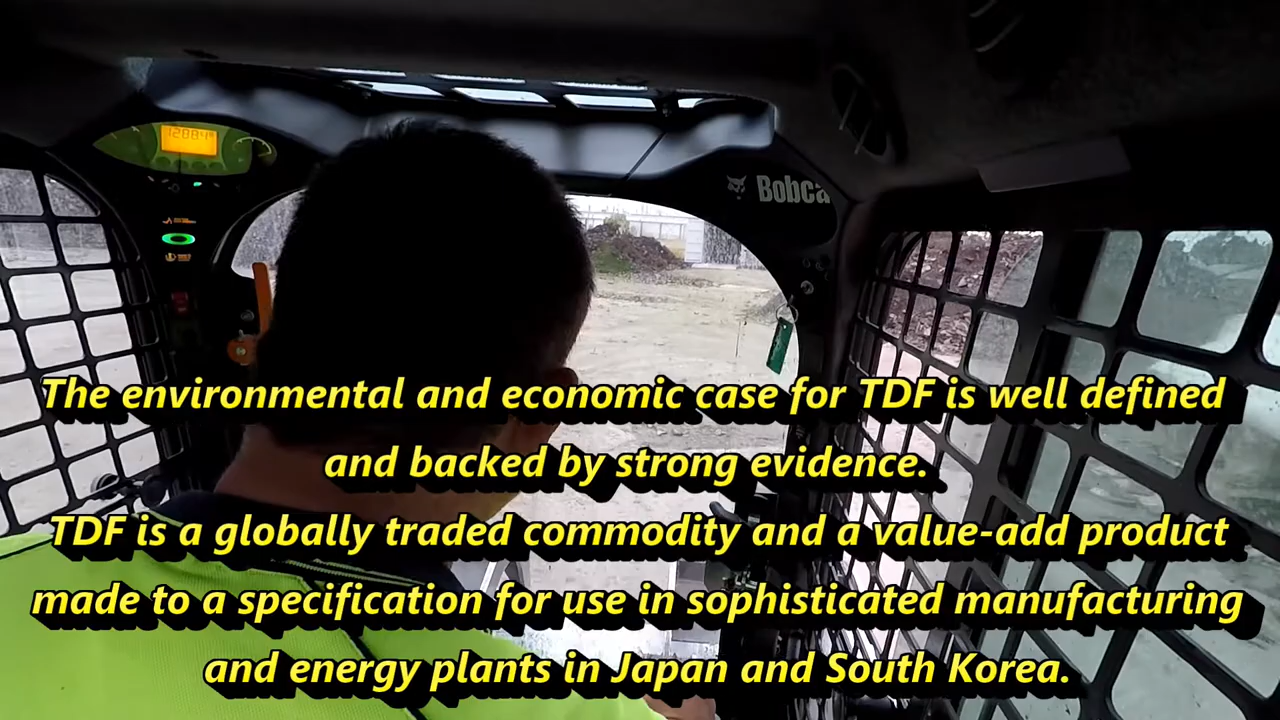 12084
Bobca
The environmental and economic case for TDF is well defined
and backed by strong evidence.
TDF is a globally traded commodity and a value-add product
made to a specification for use in sophisticated manufacturing
and energy plants in Japan and South Korea.